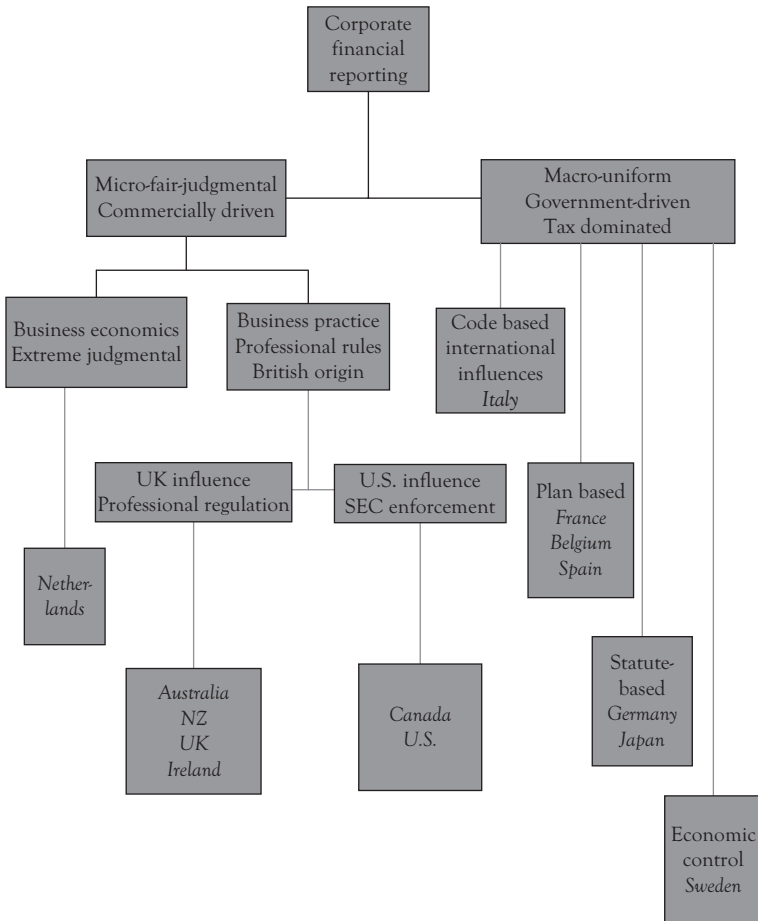 Corporate
financial
reporting
Micro-fair-judgmental
Commercially driven
Macro-uniform
Government-driven
Tax dominated
Business economics
Extreme judgmental
Business practice
Professional rules
British origin
Code based
international
influences
Italy
UK influence
Professional regulation
U.S. influence
SEC enforcement
Plan based
France
Belgium
Spain
Nether-
lands
Australia
NZ
UK
Ireland
Canada
U.S.
Statute-
based
Germany
Japan
Economic
control
Sweden